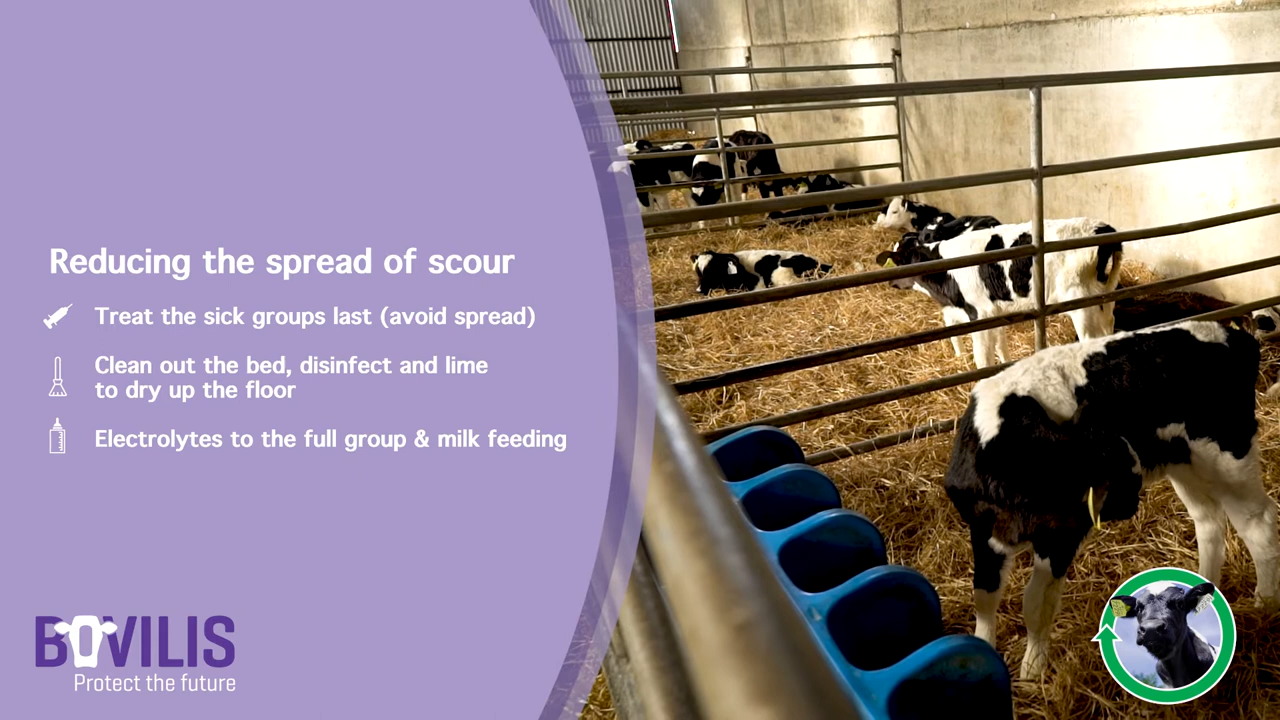 Reducing the spread of scour
Treat the sick groups last (avoid spread)
Clean out the bed, disinfect and lime
to dry up the floor
Electrolytes to the full group & milk feeding
BOVILIS
Protect the future